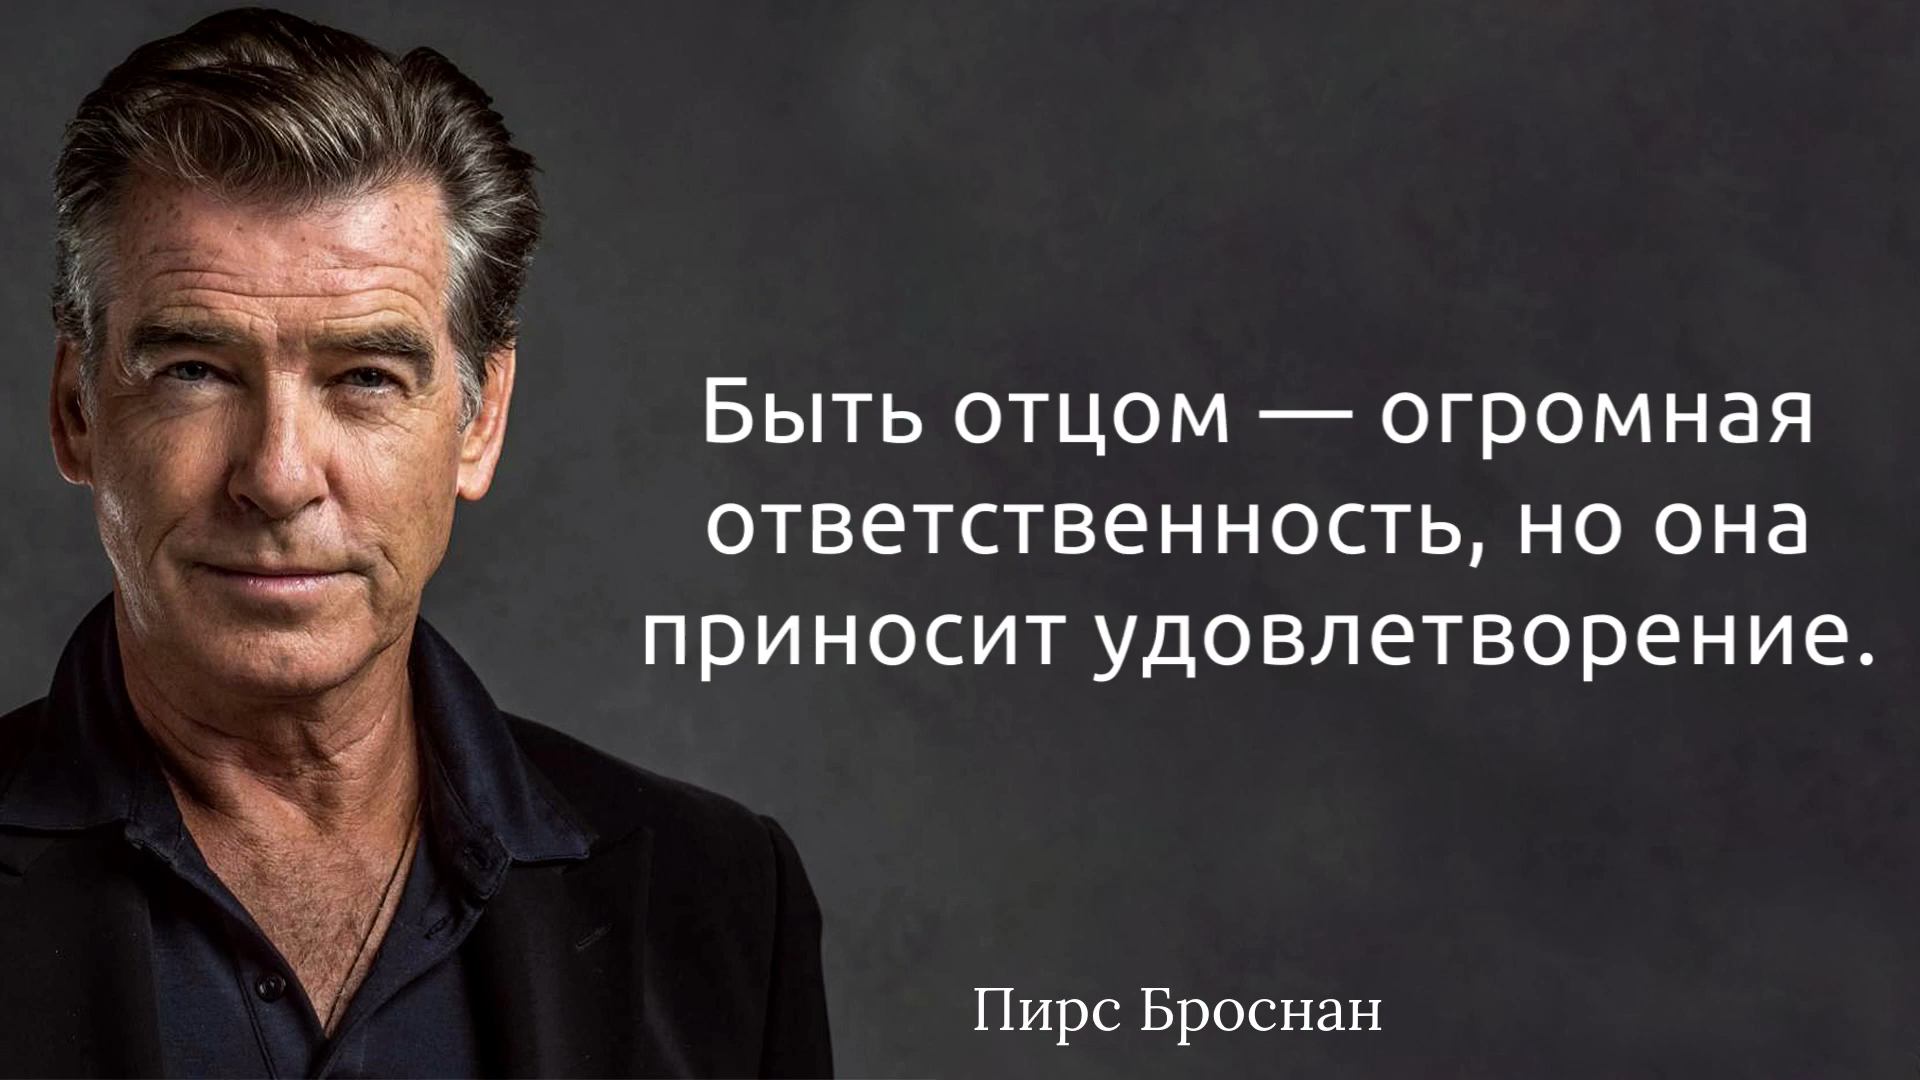 Быть отцом — огромная
ответственность, но она
приносит удовлетворение.
Пирс Броснан